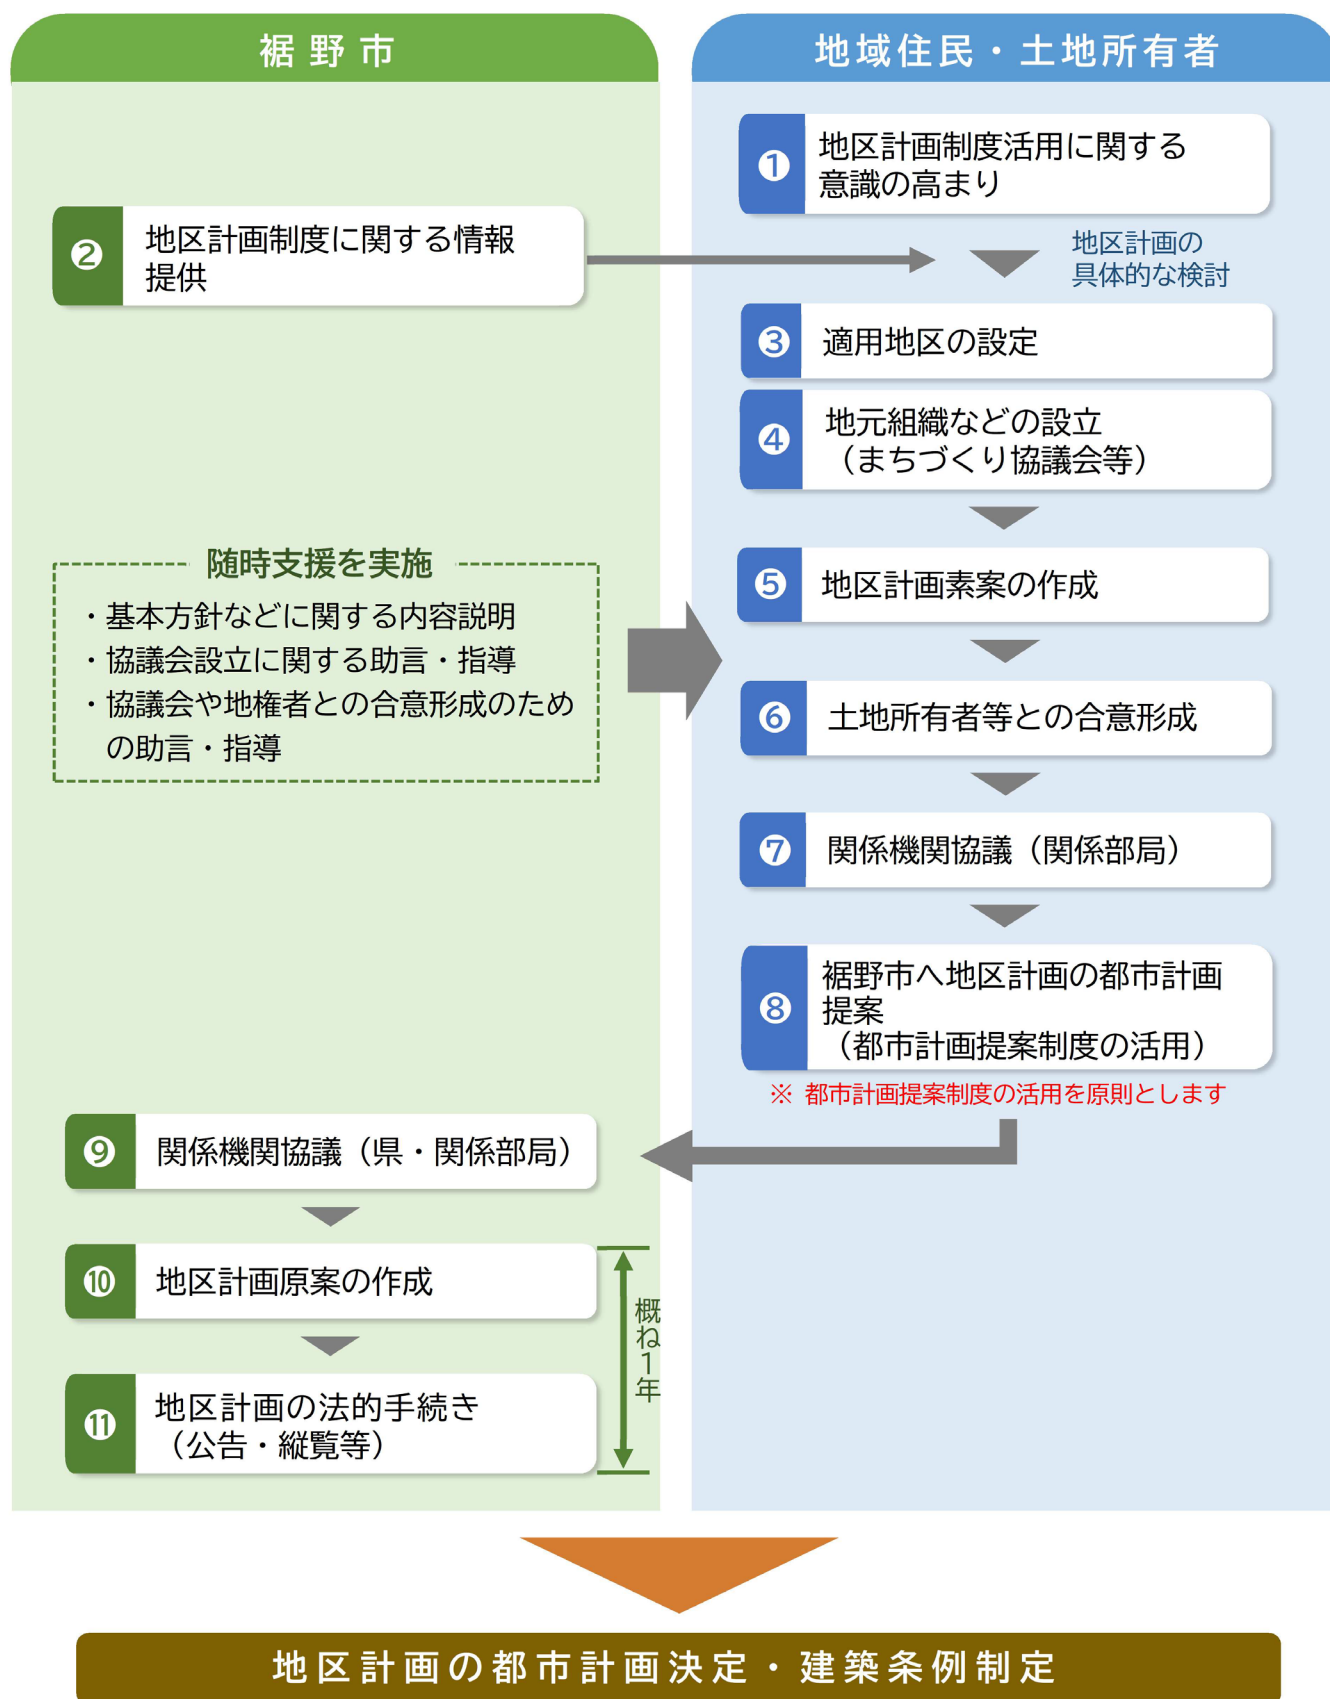 裾野市
地域住民・土地所有者
❶
地区計画制度活用に関する
意識の高まり
❷
地区計画制度に関する情報
提供
地区計画の
具体的な検討
❸
適用地区の設定
❹
地元組織などの設立
（まちづくり協議会等）
随時支援を実施
・基本方針などに関する内容説明
・協議会設立に関する助言・指導
・協議会や地権者との合意形成のため
の助言・指導
❺
地区計画素案の作成
❻
土地所有者等との合意形成
❼
関係機関協議（関係部局）
❽
裾野市へ地区計画の都市計画
提案
（都市計画提案制度の活用）
※ 都市計画提案制度の活用を原則とします
❾
関係機関協議（県・関係部局）
❿
地区計画原案の作成
概ね１年
⓫
地区計画の法的手続き
（公告・縦覧等）
地区計画の都市計画決定・建築条例制定